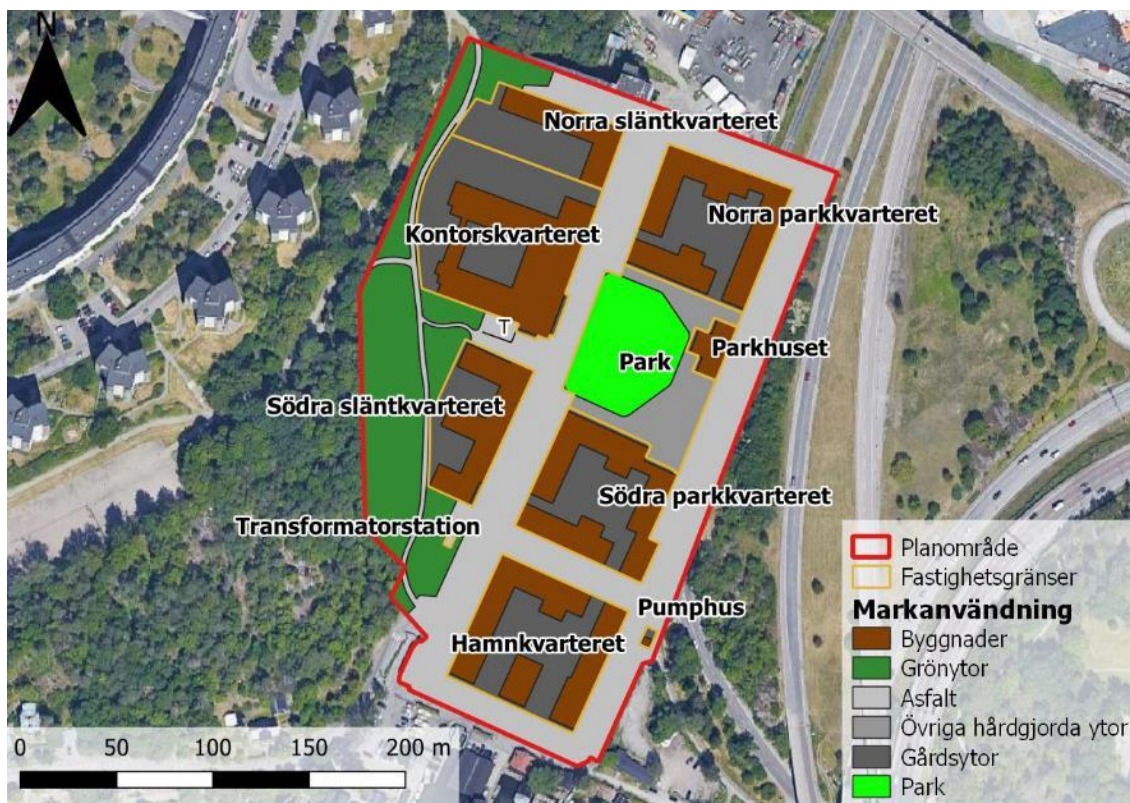 N
Norra släntkvarteret
Norra parkkvarteret
Kontorskvarteret
T
Parkhuset
Park
Södra släntkvarteret
Södra parkkvarteret
Transformatorstation
Pumphus
Hamnkvarteret
Planområde
Fastighetsgränser
Markanvändning
Byggnader
Grönytor
Asfalt
Övriga hårdgjorda ytor
Gårdsytor
Park
0 50 100 150 200 m